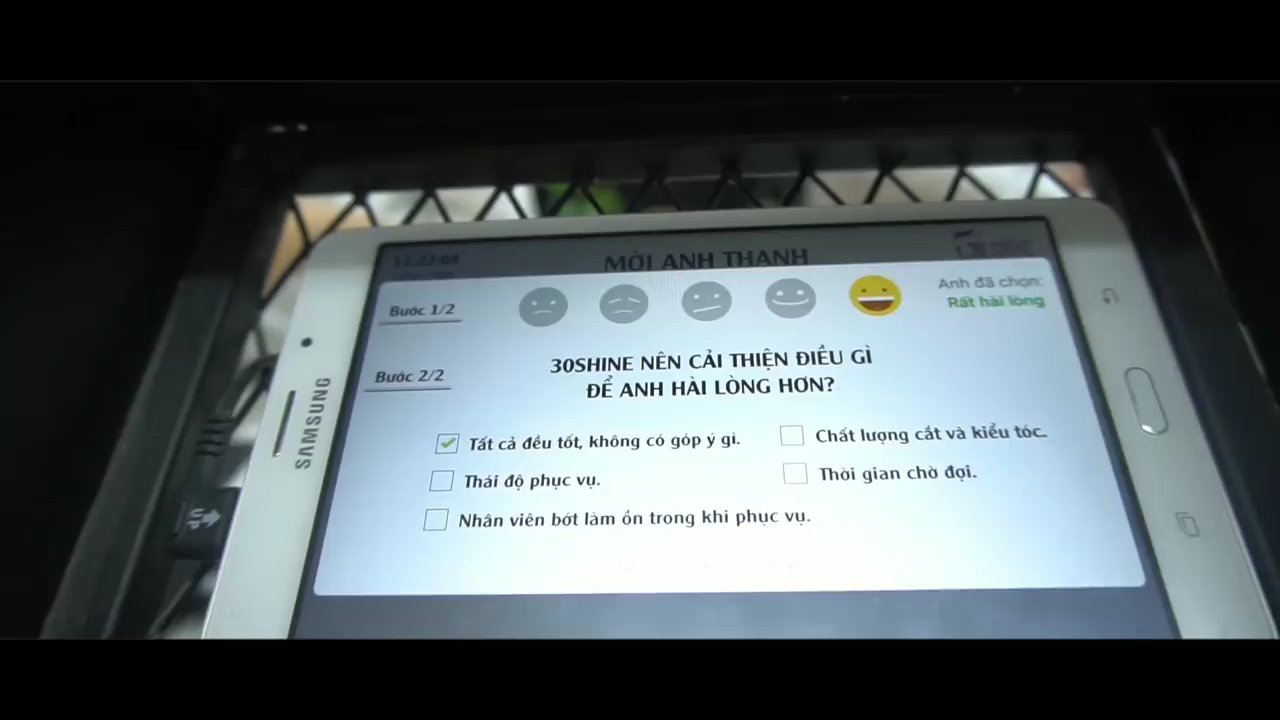 MỜI ANH THANH
Bước 1/2
Anh đã chọn:
Rất hài lòng
Bước 2/2
30SHINE NÊN CẢI THIỆN ĐIỀU GÌ
ĐỂ ANH HÀI LÒNG HƠN?
Tất cả đều tốt, không có góp ý gì.
Chất lượng cắt và kiểu tóc.
Thái độ phục vụ.
Thời gian chờ đợi.
Nhân viên bớt làm ồn trong khi phục vụ.
SAMSUNG
UP